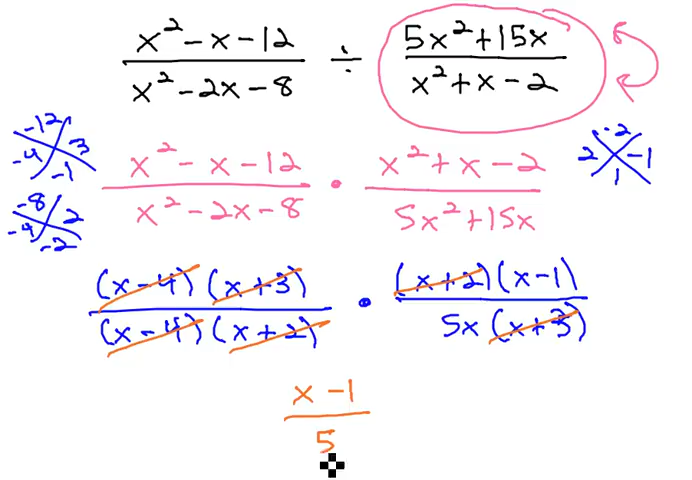 x² - x - 12 / x² - 2x - 8 ÷ 5x² + 15x / x² + x - 2
-12 -4 3 -1
-8 -4 2 -2
x² - x - 12 / x² - 2x - 8 · x² + x - 2 / 5x² + 15x
-2 2 -1 1
(x - 4) (x + 3) / (x - 4) (x + 2) · (x + 2) (x - 1) / 5x (x + 3)
x - 1 / 5